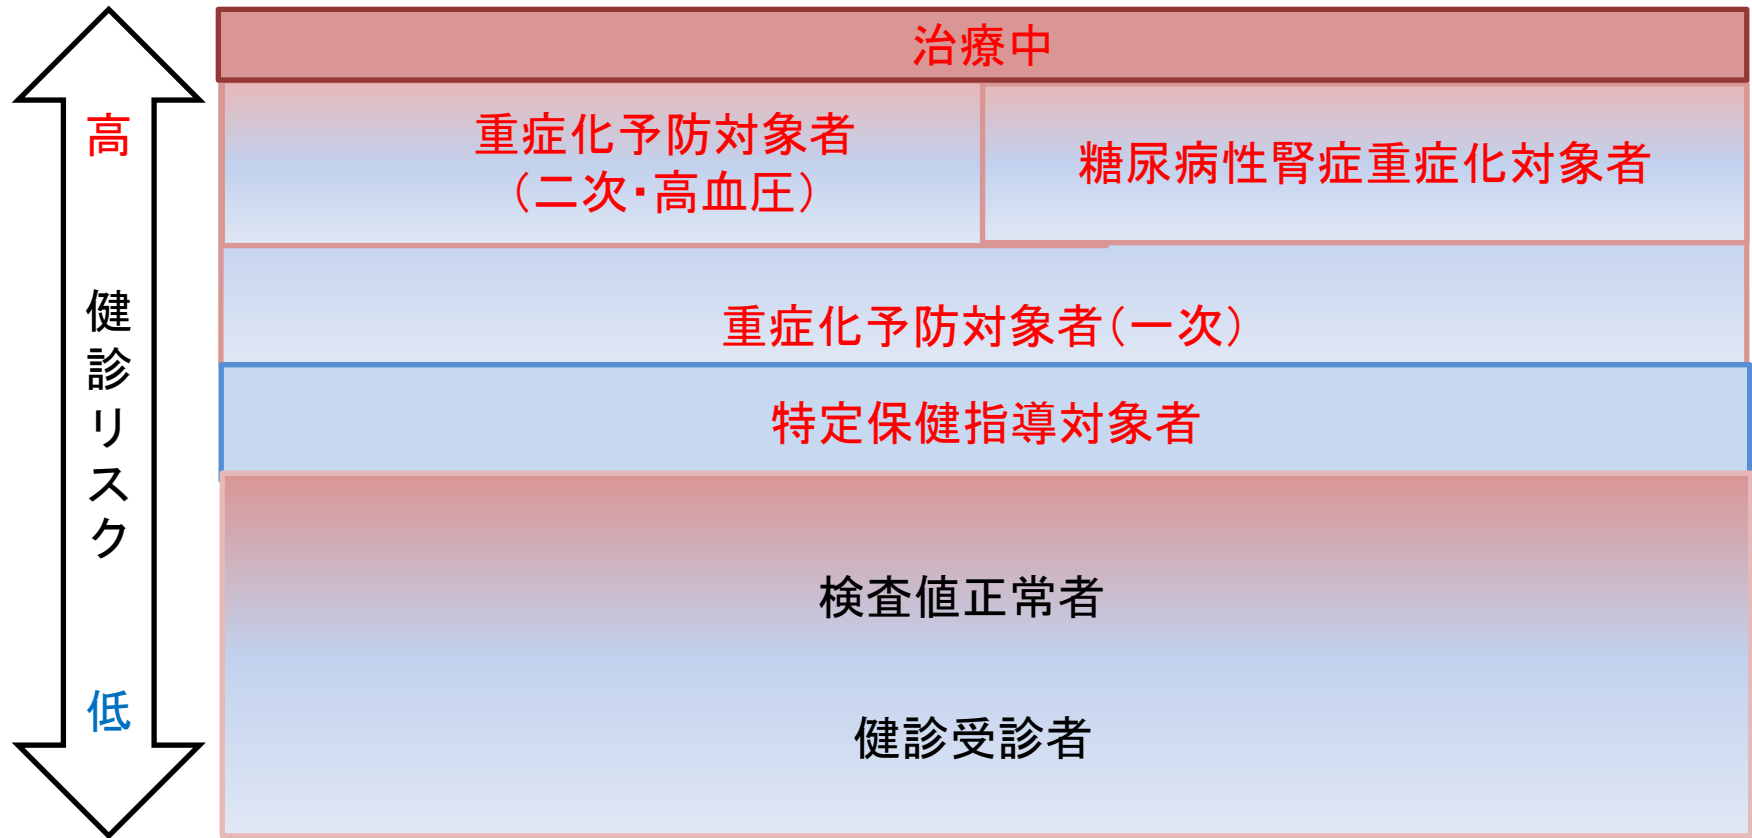 治療中
高
重症化予防対象者
（二次・高血圧）
糖尿病性腎症重症化対象者
健診リスク
重症化予防対象者（一次）
特定保健指導対象者
検査値正常者
低
健診受診者